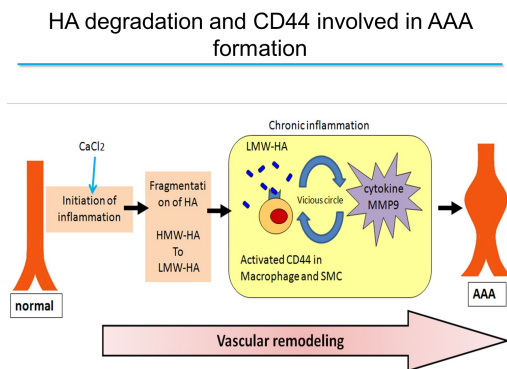 HA degradation and CD44 involved in AAA
formation
Chronic inflammation
CaCl2
Initiation of
inflammation
Fragmentati
on of HA
HMW-HA
To
LMW-HA
LMW-HA
Vicious circle
cytokine
MMP9
Activated CD44 in
Macrophage and SMC
normal
AAA
Vascular remodeling